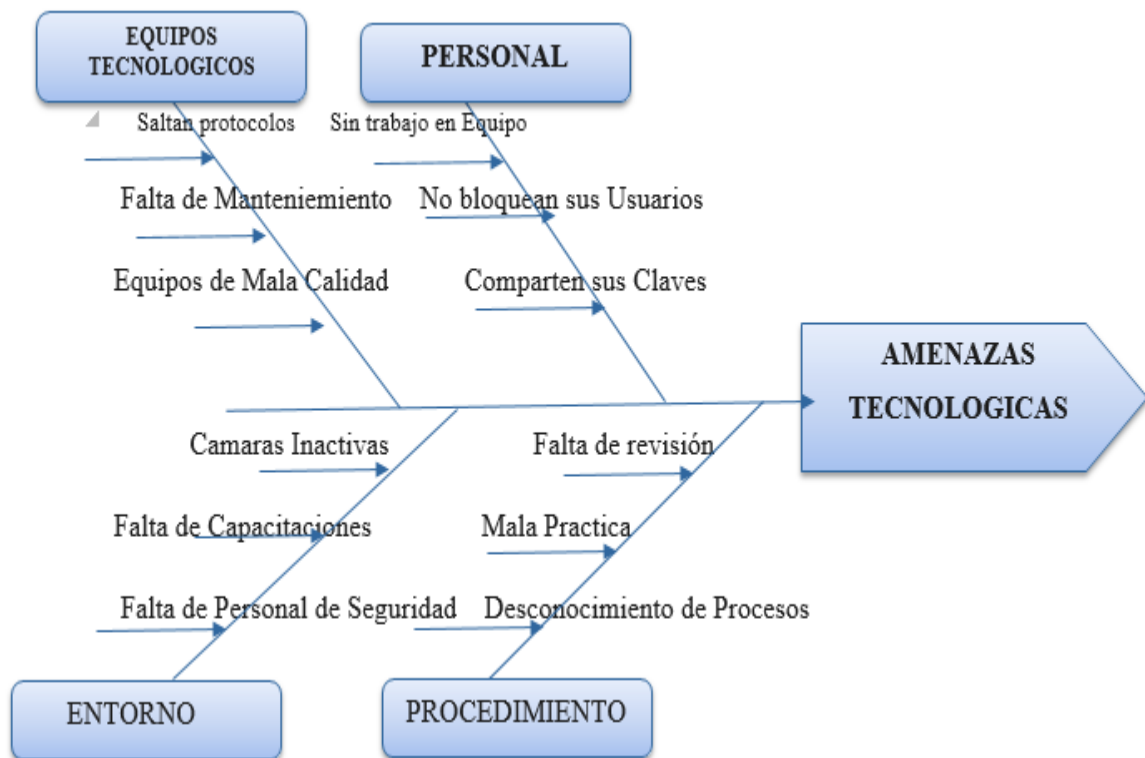 EQUIPOS
TECNOLOGICOS
PERSONAL
Saltan protocolos
Sin trabajo en Equipo
Falta de Manteniemiento
No bloquean sus Usuarios
Equipos de Mala Calidad
Comparten sus Claves
AMENAZAS
TECNOLOGICAS
Camaras Inactivas
Falta de revisión
Falta de Capacitaciones
Mala Practica
Falta de Personal de Seguridad
Desconocimiento de Procesos
ENTORNO
PROCEDIMIENTO